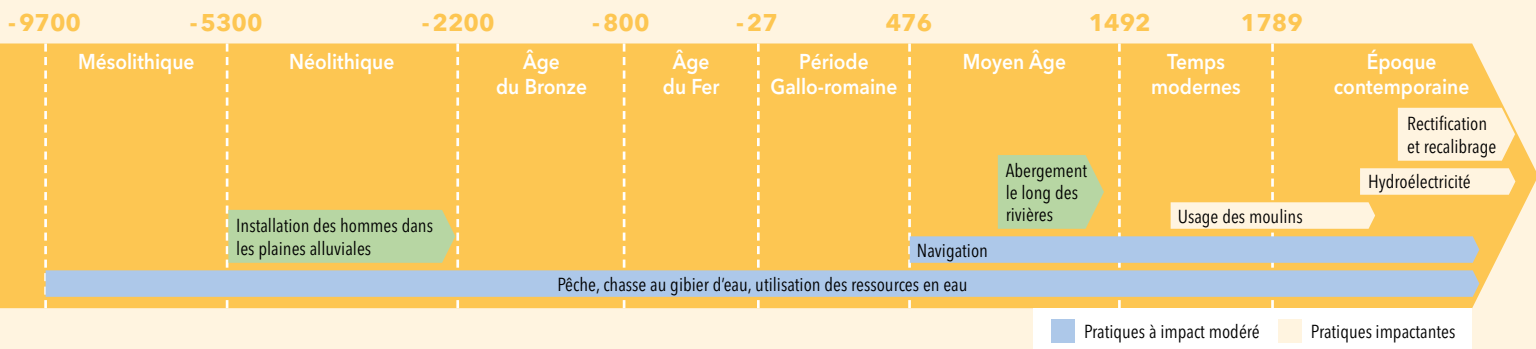 -9700 -5300 -2200 -800 -27 476 1492 1789
Mésolithique
Néolithique
Âge
du Bronze
Âge
du Fer
Période
Gallo-romaine
Moyen Âge
Temps
modernes
Époque
contemporaine
Rectification
et recalibrage
Hydroélectricité
Abergement
le long des
rivières
Usage des moulins
Installation des hommes dans
les plaines alluviales
Navigation
Pêche, chasse au gibier d'eau, utilisation des ressources en eau
Pratiques à impact modéré
Pratiques impactantes